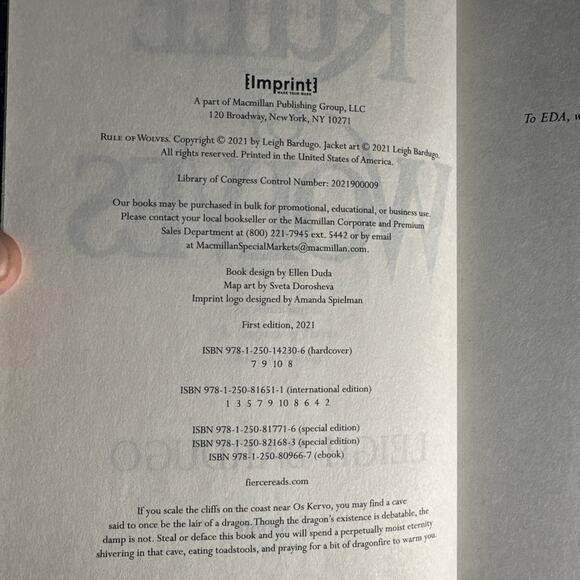 [Imprint]
MAKE YOUR MARK
A part of Macmillan Publishing Group, LLC
120 Broadway, New York, NY 10271
RULE OF WOLVES. Copyright © 2021 by Leigh Bardugo. Jacket art © 2021 Leigh Bardugo.
All rights reserved. Printed in the United States of America.
Library of Congress Control Number: 2021900009
Our books may be purchased in bulk for promotional, educational, or business use.
Please contact your local bookseller or the Macmillan Corporate and Premium
Sales Department at (800) 221-7945 ext. 5442 or by email
at MacmillanSpecialMarkets@macmillan.com.
Book design by Ellen Duda
Map art by Sveta Dorosheva
Imprint logo designed by Amanda Spielman
First edition, 2021
ISBN 978-1-250-14230-6 (hardcover)
7 9 10 8
ISBN 978-1-250-81651-1 (international edition)
1 3 5 7 9 10 8 6 4 2
ISBN 978-1-250-81771-6 (special edition)
ISBN 978-1-250-82168-3 (special edition)
ISBN 978-1-250-80966-7 (ebook)
fiercereads.com
If you scale the cliffs on the coast near Os Kervo, you may find a cave
said to once be the lair of a dragon. Though the dragon's existence is debatable, the
damp is not. Steal or deface this book and you will spend a perpetually moist eternity
shivering in that cave, eating toadstools, and praying for a bit of dragonfire to warm you.
To EDA, w